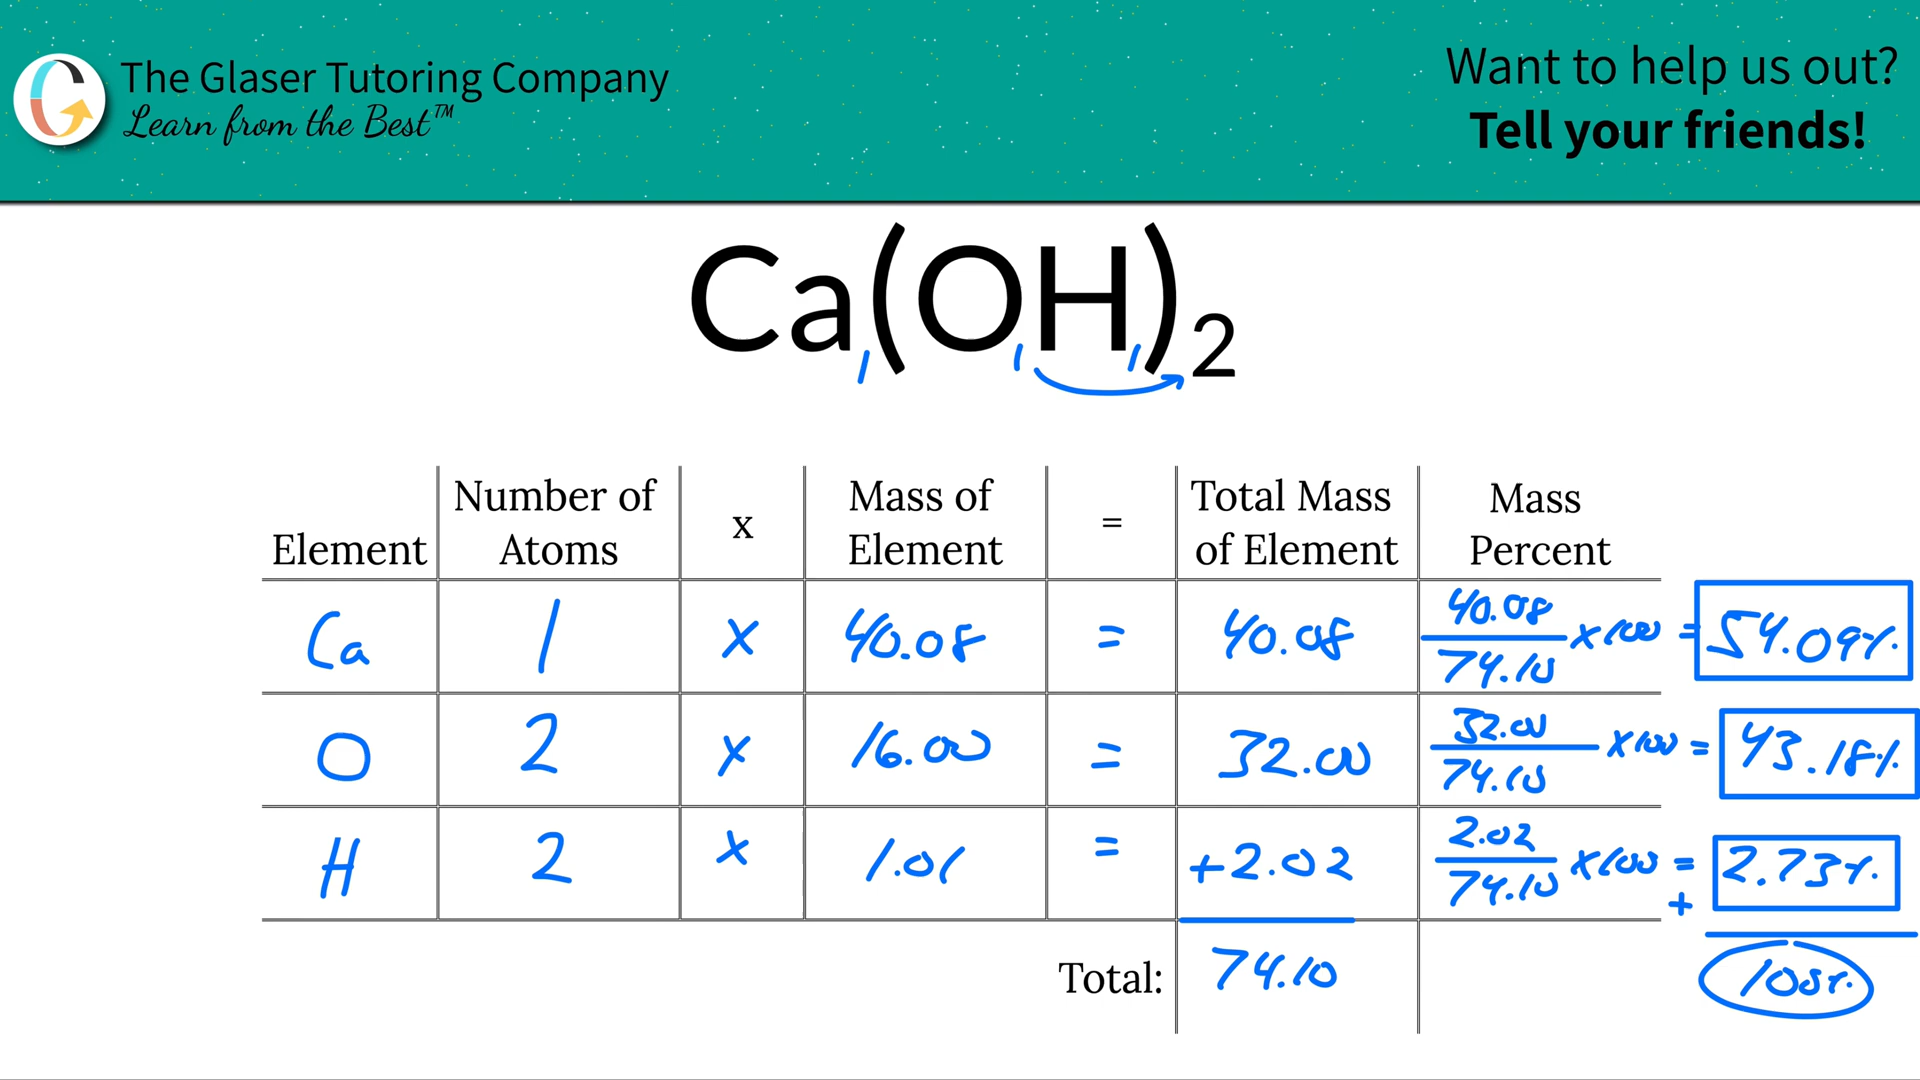 The Glaser Tutoring Company
Learn from the Best™
Want to help us out?
Tell your friends!
Ca(OH)2
1 1 1
Element Number of Atoms x Mass of Element = Total Mass of Element Mass Percent
Ca 1 x 40.08 = 40.08 40.08/74.10 x100 = 54.09%
O 2 x 16.00 = 32.00 32.00/74.10 x100 = 43.18%
H 2 x 1.01 = +2.02 2.02/74.10 x100 = 2.73%
+
Total: 74.10 100%